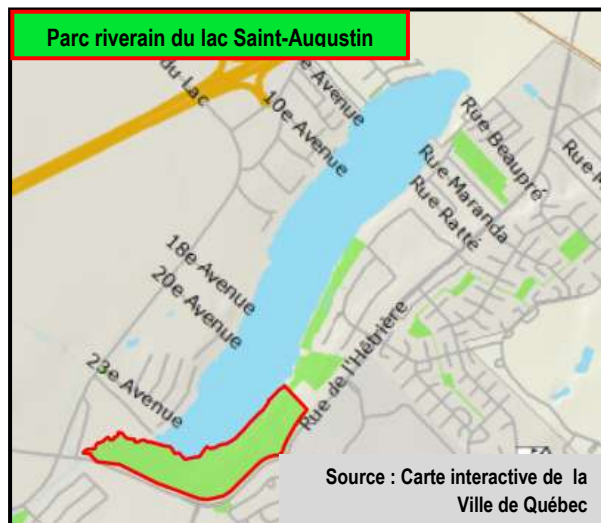 Parc riverain du lac Saint-Augustin
du-Lac
e Avenue
10e Avenue
Rue Beaupré
Rue Maranda
Rue Ratté
18e Avenue
20e Avenue
Rue de l'Hêtrière
23e Avenue
Source : Carte interactive de la
Ville de Québec